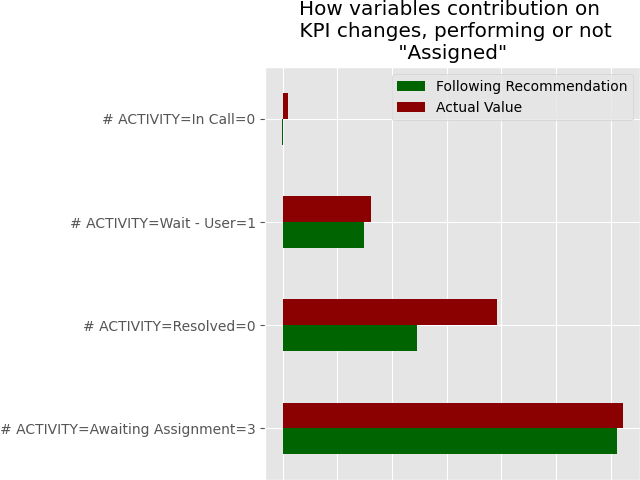 How variables contribution on
KPI changes, performing or not
"Assigned"
Following Recommendation
Actual Value
# ACTIVITY=In Call=0
# ACTIVITY=Wait - User=1
# ACTIVITY=Resolved=0
# ACTIVITY=Awaiting Assignment=3